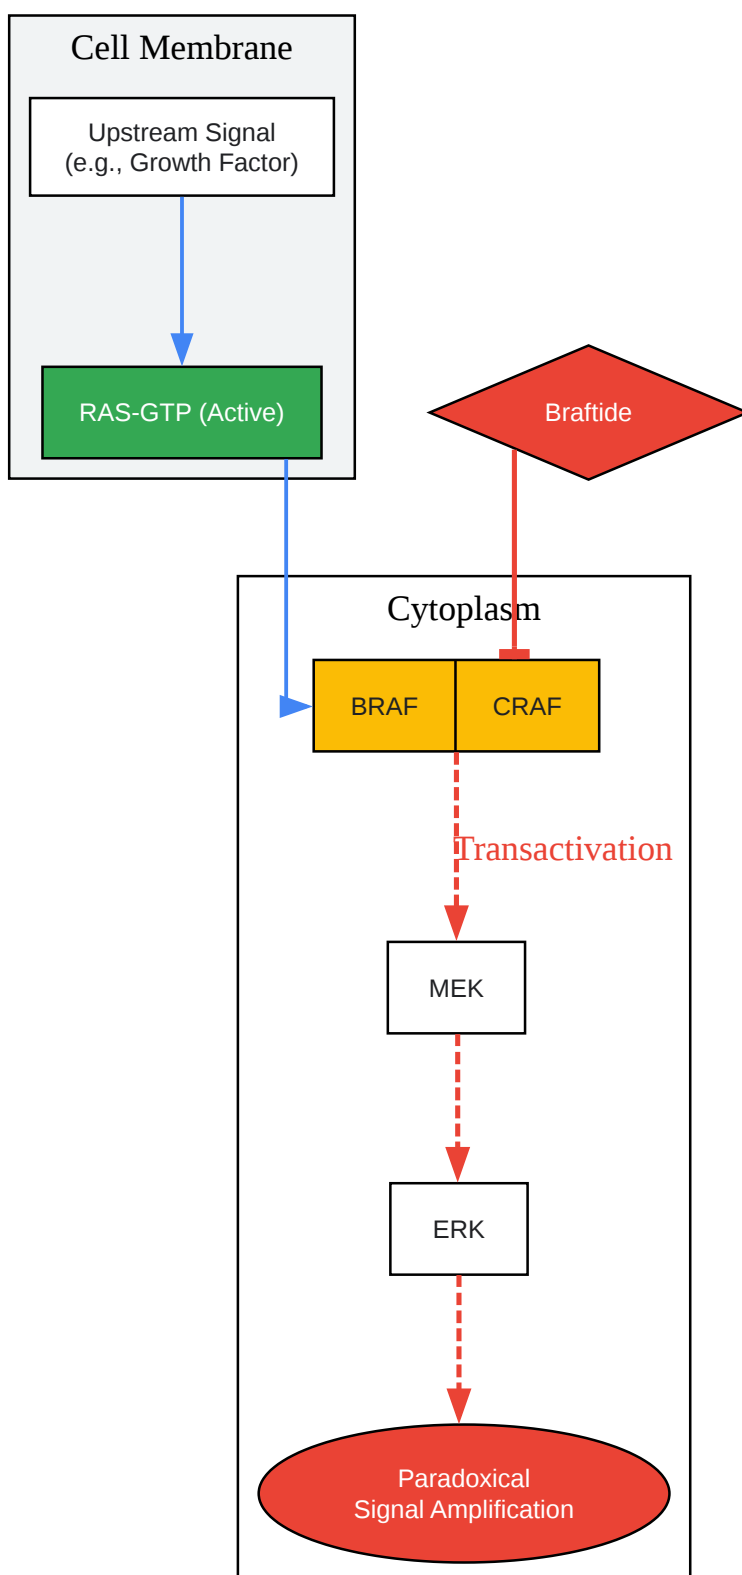 Cell Membrane
Upstream Signal
(e.g., Growth Factor)
RAS-GTP (Active)
Braftide
Cytoplasm
BRAF
CRAF
Transactivation
MEK
ERK
Paradoxical
Signal Amplification